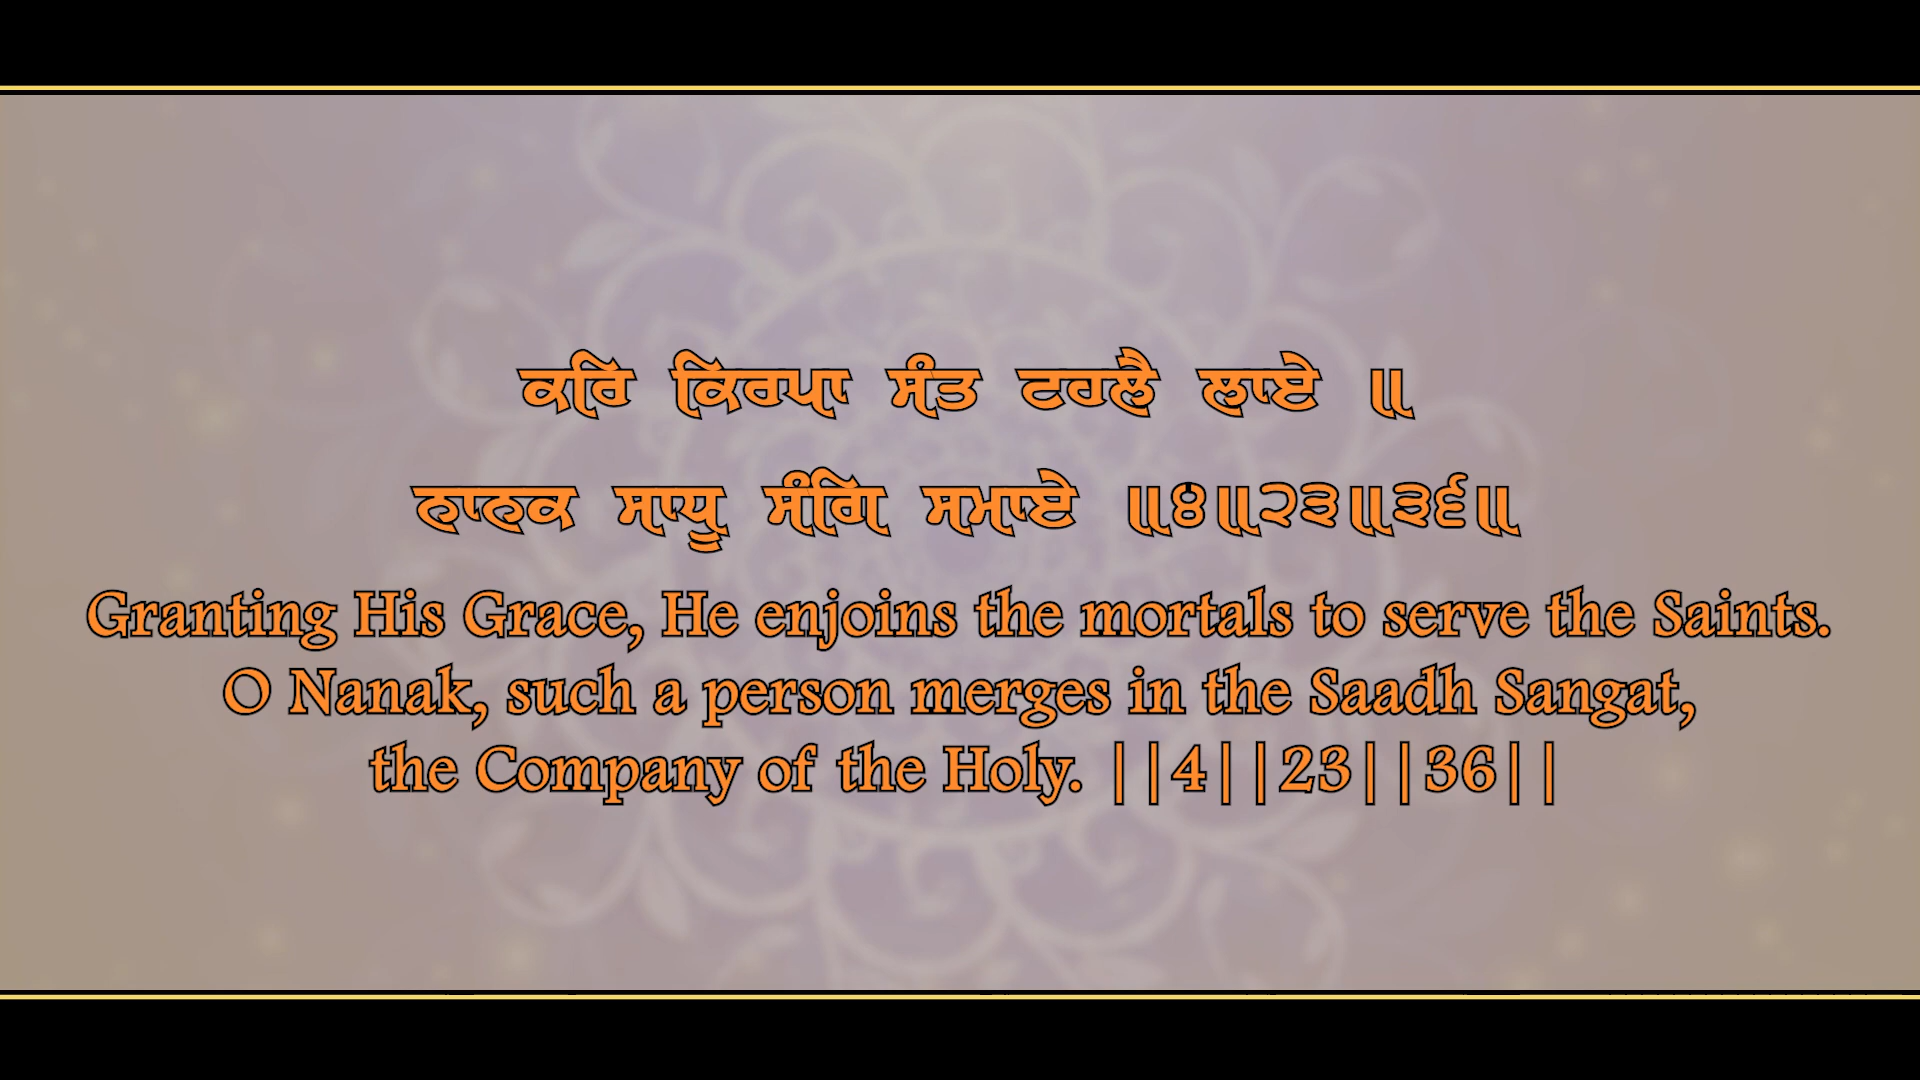 ਕਰਿ ਕਿਰਪਾ ਸੰਤ ਟਹਲੈ ਲਾਏ ॥
ਨਾਨਕ ਸਾਧੂ ਸੰਗਿ ਸਮਾਏ ॥੪॥੨੩॥੩੬॥
Granting His Grace, He enjoins the mortals to serve the Saints.
O Nanak, such a person merges in the Saadh Sangat,
the Company of the Holy. ||4||23||36||